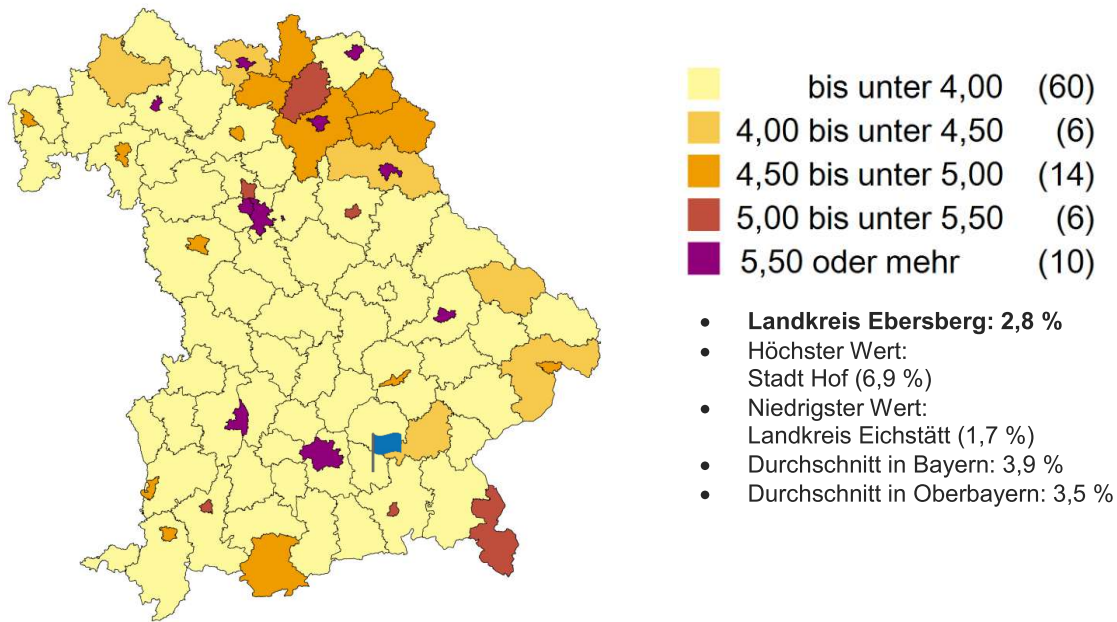 bis unter 4,00 (60)
4,00 bis unter 4,50 (6)
4,50 bis unter 5,00 (14)
5,00 bis unter 5,50 (6)
5,50 oder mehr (10)
• Landkreis Ebersberg: 2,8 %
• Höchster Wert:
Stadt Hof (6,9 %)
• Niedrigster Wert:
Landkreis Eichstätt (1,7 %)
• Durchschnitt in Bayern: 3,9 %
• Durchschnitt in Oberbayern: 3,5 %